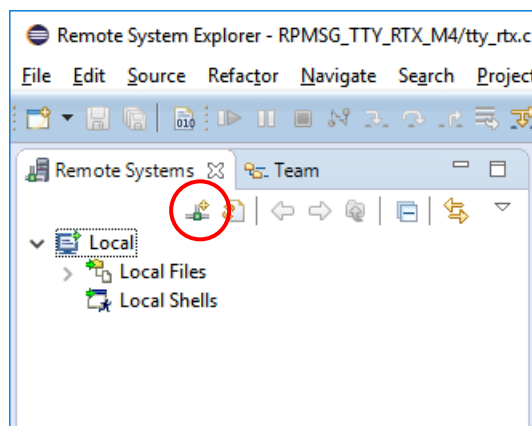 Remote System Explorer - RPMSG_TTY_RTX_M4/tty_rtx.c
File Edit Source Refactor Navigate Search Project
010
Remote Systems Team
Local
Local Files
Local Shells